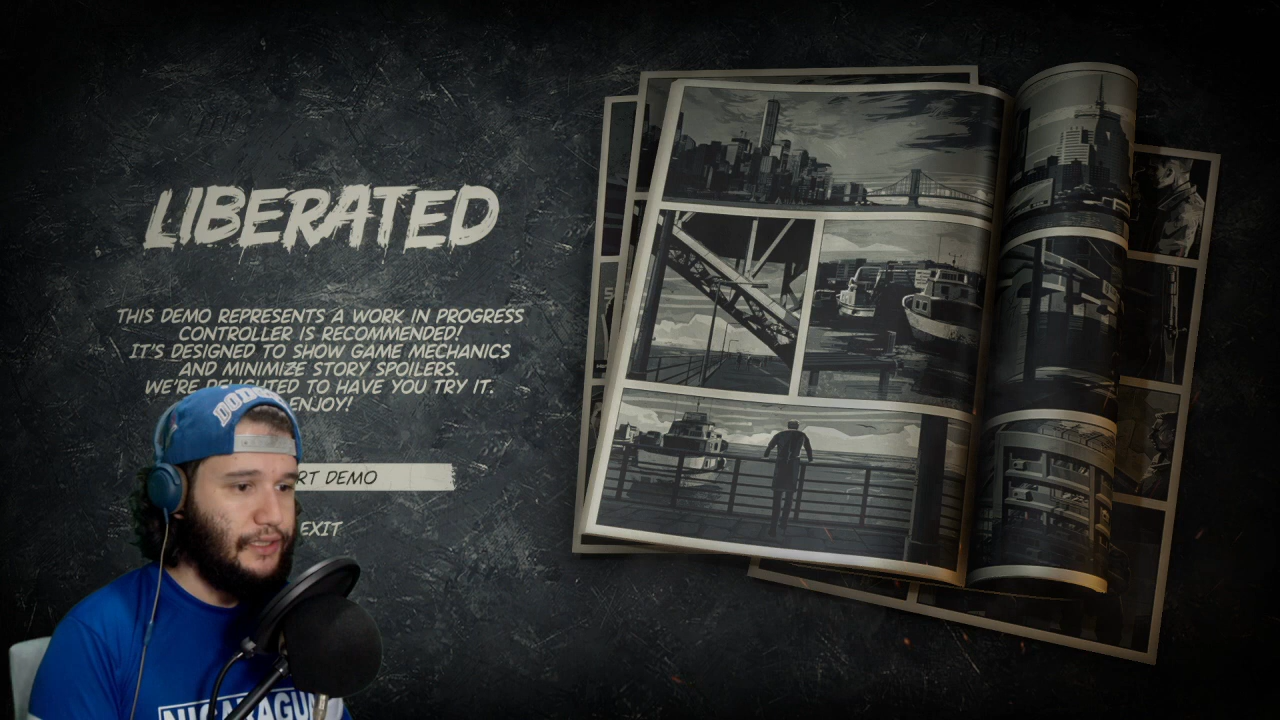 LIBERATED
THIS DEMO REPRESENTS A WORK IN PROGRESS
CONTROLLER IS RECOMMENDED!
IT'S DESIGNED TO SHOW GAME MECHANICS
AND MINIMIZE STORY SPOILERS.
WE'RE DELIGHTED TO HAVE YOU TRY IT.
ENJOY!
DEMO
EXIT